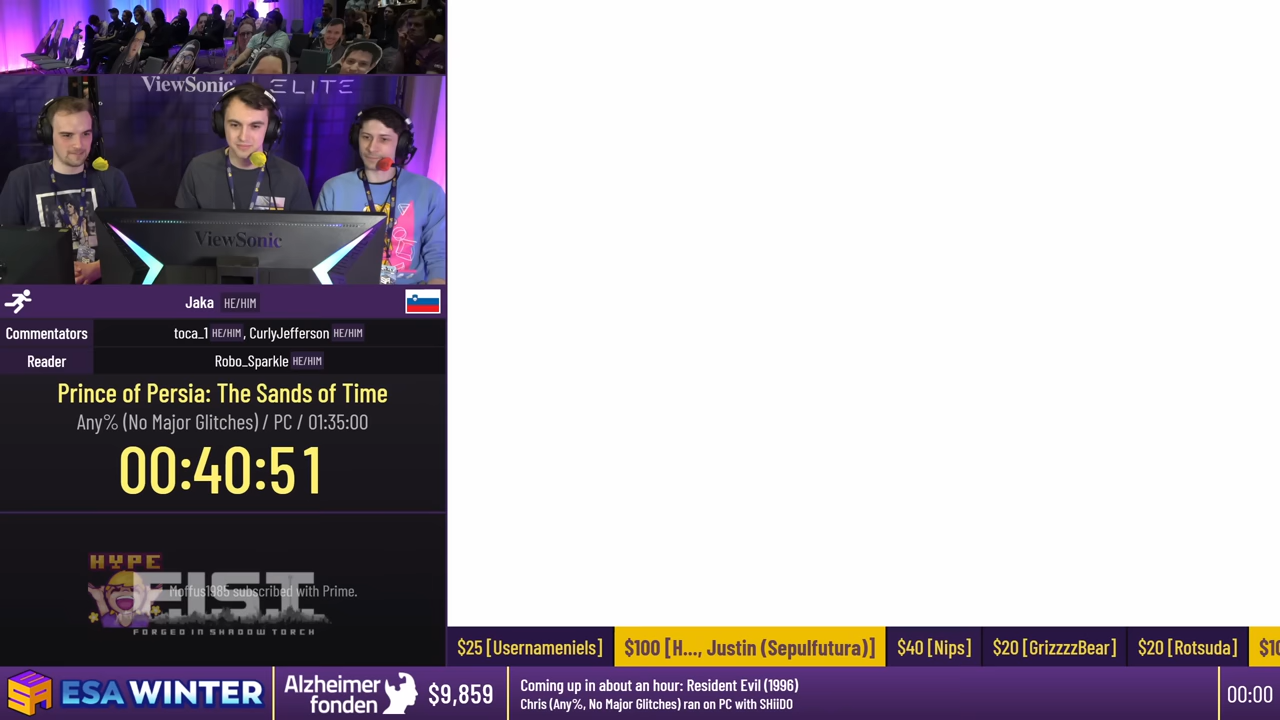 ViewSonic | ELITE
ViewSonic
Jaka HE/HIM
Commentators toca_1 HE/HIM , CurlyJefferson HE/HIM
Reader Robo_Sparkle HE/HIM
Prince of Persia: The Sands of Time
Any% (No Major Glitches) / PC / 01:35:00
00:40:51
HYPE
F.I.S.T.
Moffus1985 subscribed with Prime.
FORGED IN SHADOW TORCH
$25 [Usernameniels] $100 [H..., Justin (Sepulfutura)] $40 [Nips] $20 [GrizzzzBear] $20 [Rotsuda] $10
ESA WINTER
Alzheimer
fonden
$9,859
Coming up in about an hour: Resident Evil (1996)
Chris (Any%, No Major Glitches) ran on PC with SHiiDO
00:00